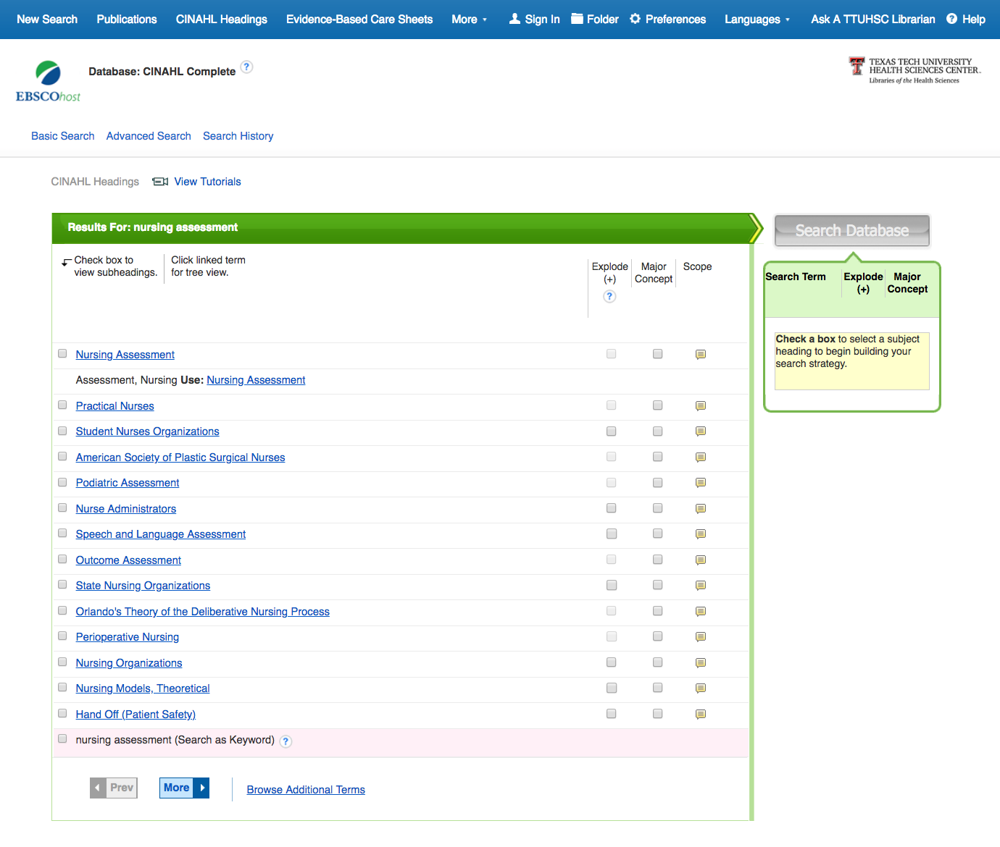 New Search Publications CINAHL Headings Evidence-Based Care Sheets More Sign In Folder Preferences Languages Ask A TTUHSC Librarian ? Help
EBSCOhost
Database: CINAHL Complete ?
TEXAS TECH UNIVERSITY
HEALTH SCIENCES CENTER™
Libraries of the Health Sciences
Basic Search Advanced Search Search History
CINAHL Headings View Tutorials
Results For: nursing assessment
Check box to
view subheadings.
Click linked term
for tree view.
Explode
(+)
?
Major
Concept
Scope
Nursing Assessment
Assessment, Nursing Use: Nursing Assessment
Practical Nurses
Student Nurses Organizations
American Society of Plastic Surgical Nurses
Podiatric Assessment
Nurse Administrators
Speech and Language Assessment
Outcome Assessment
State Nursing Organizations
Orlando's Theory of the Deliberative Nursing Process
Perioperative Nursing
Nursing Organizations
Nursing Models, Theoretical
Hand Off (Patient Safety)
nursing assessment (Search as Keyword) ?
Prev More Browse Additional Terms
Search Database
Search Term
Explode
(+)
Major
Concept
Check a box to select a subject
heading to begin building your
search strategy.